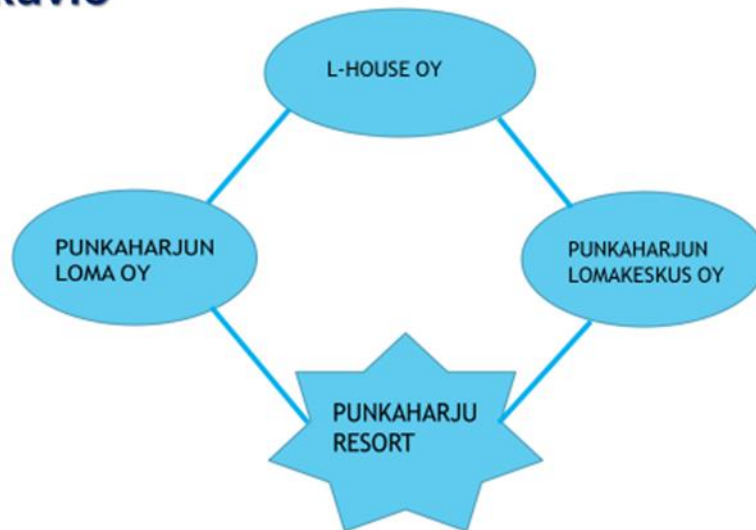 L-HOUSE OY
PUNKAHARJUN
LOMA OY
PUNKAHARJUN
LOMAKESKUS OY
PUNKAHARJU
RESORT